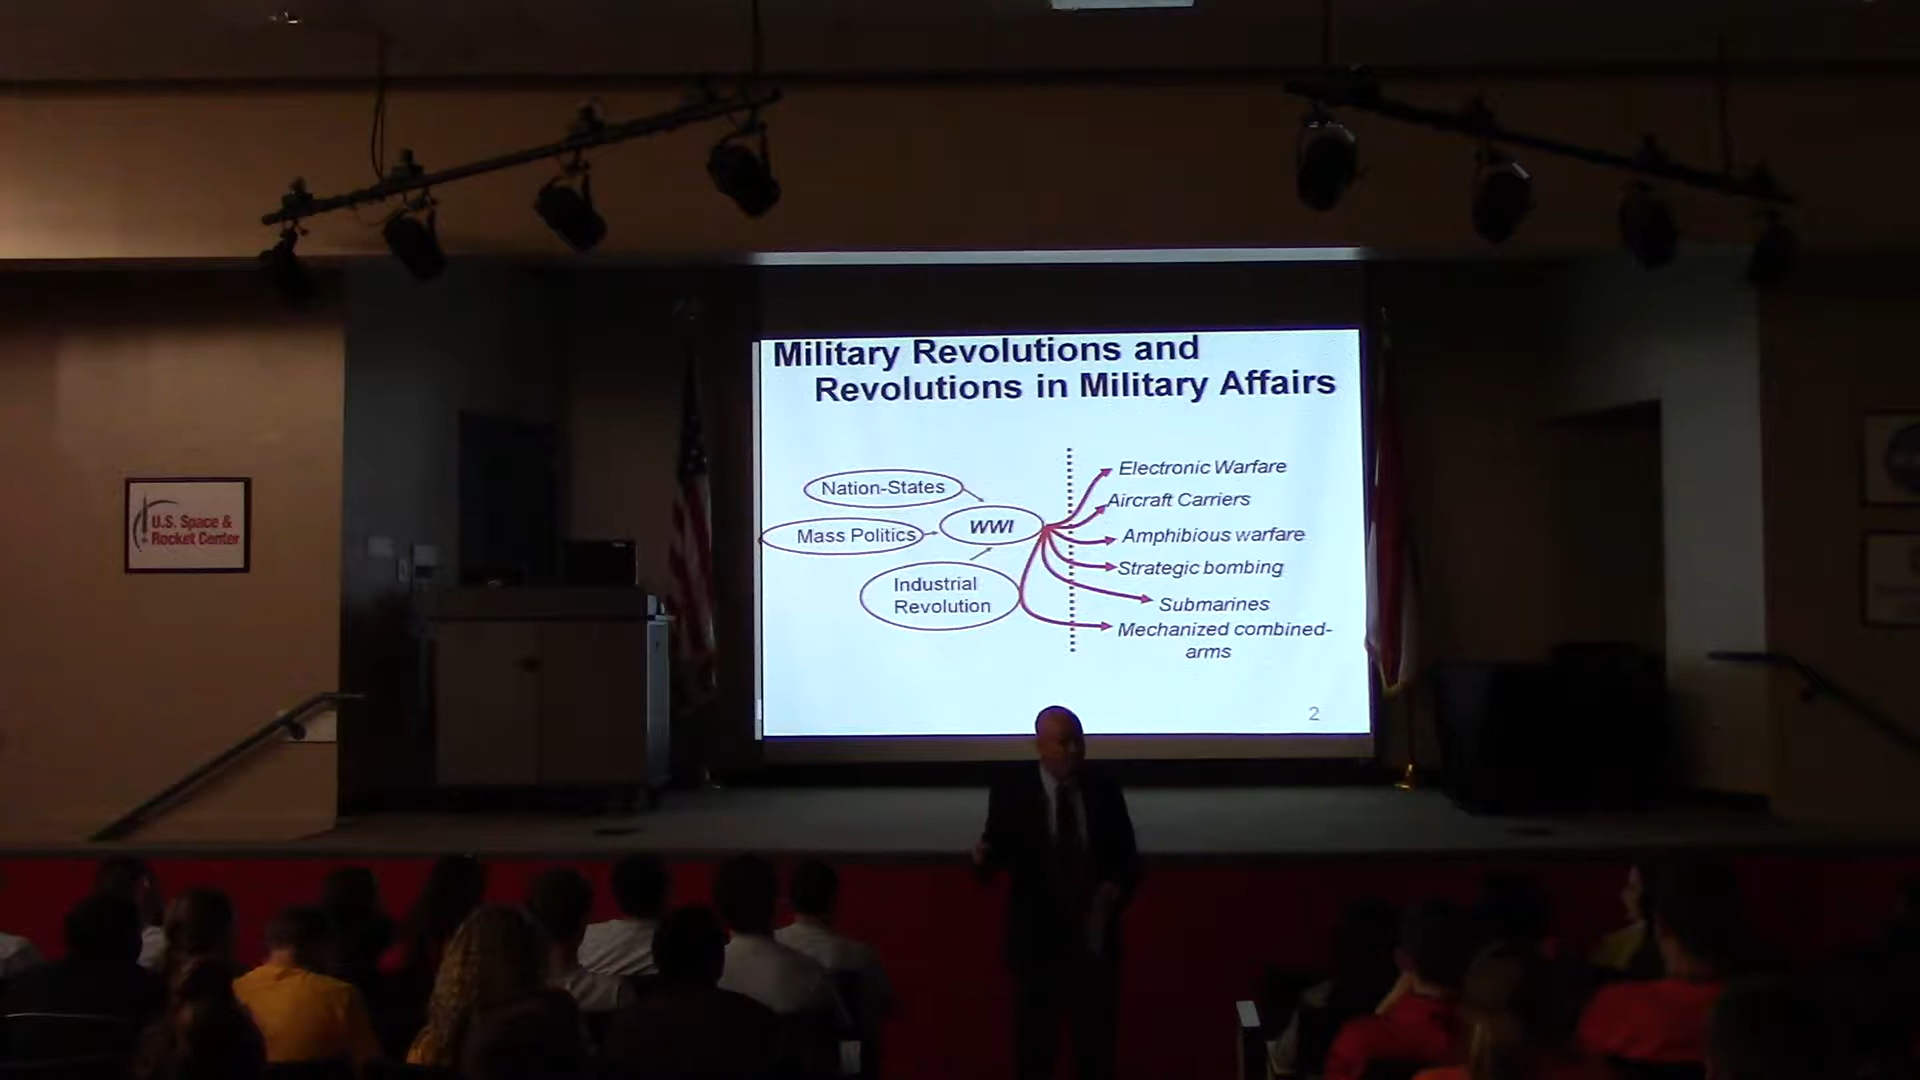 Military Revolutions and
Revolutions in Military Affairs
Nation-States
Mass Politics
WWI
Industrial
Revolution
Electronic Warfare
Aircraft Carriers
Amphibious warfare
Strategic bombing
Submarines
Mechanized combined-
arms
2
U.S. Space &
Rocket Center